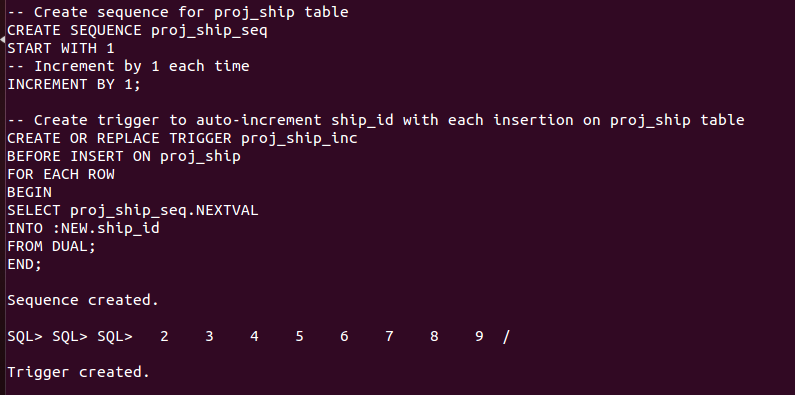 -- Create sequence for proj_ship table
CREATE SEQUENCE proj_ship_seq
START WITH 1
-- Increment by 1 each time
INCREMENT BY 1;
-- Create trigger to auto-increment ship_id with each insertion on proj_ship table
CREATE OR REPLACE TRIGGER proj_ship_inc
BEFORE INSERT ON proj_ship
FOR EACH ROW
BEGIN
SELECT proj_ship_seq.NEXTVAL
INTO :NEW.ship_id
FROM DUAL;
END;
Sequence created.
SQL> SQL> SQL>   2    3    4    5    6    7    8    9  /
Trigger created.